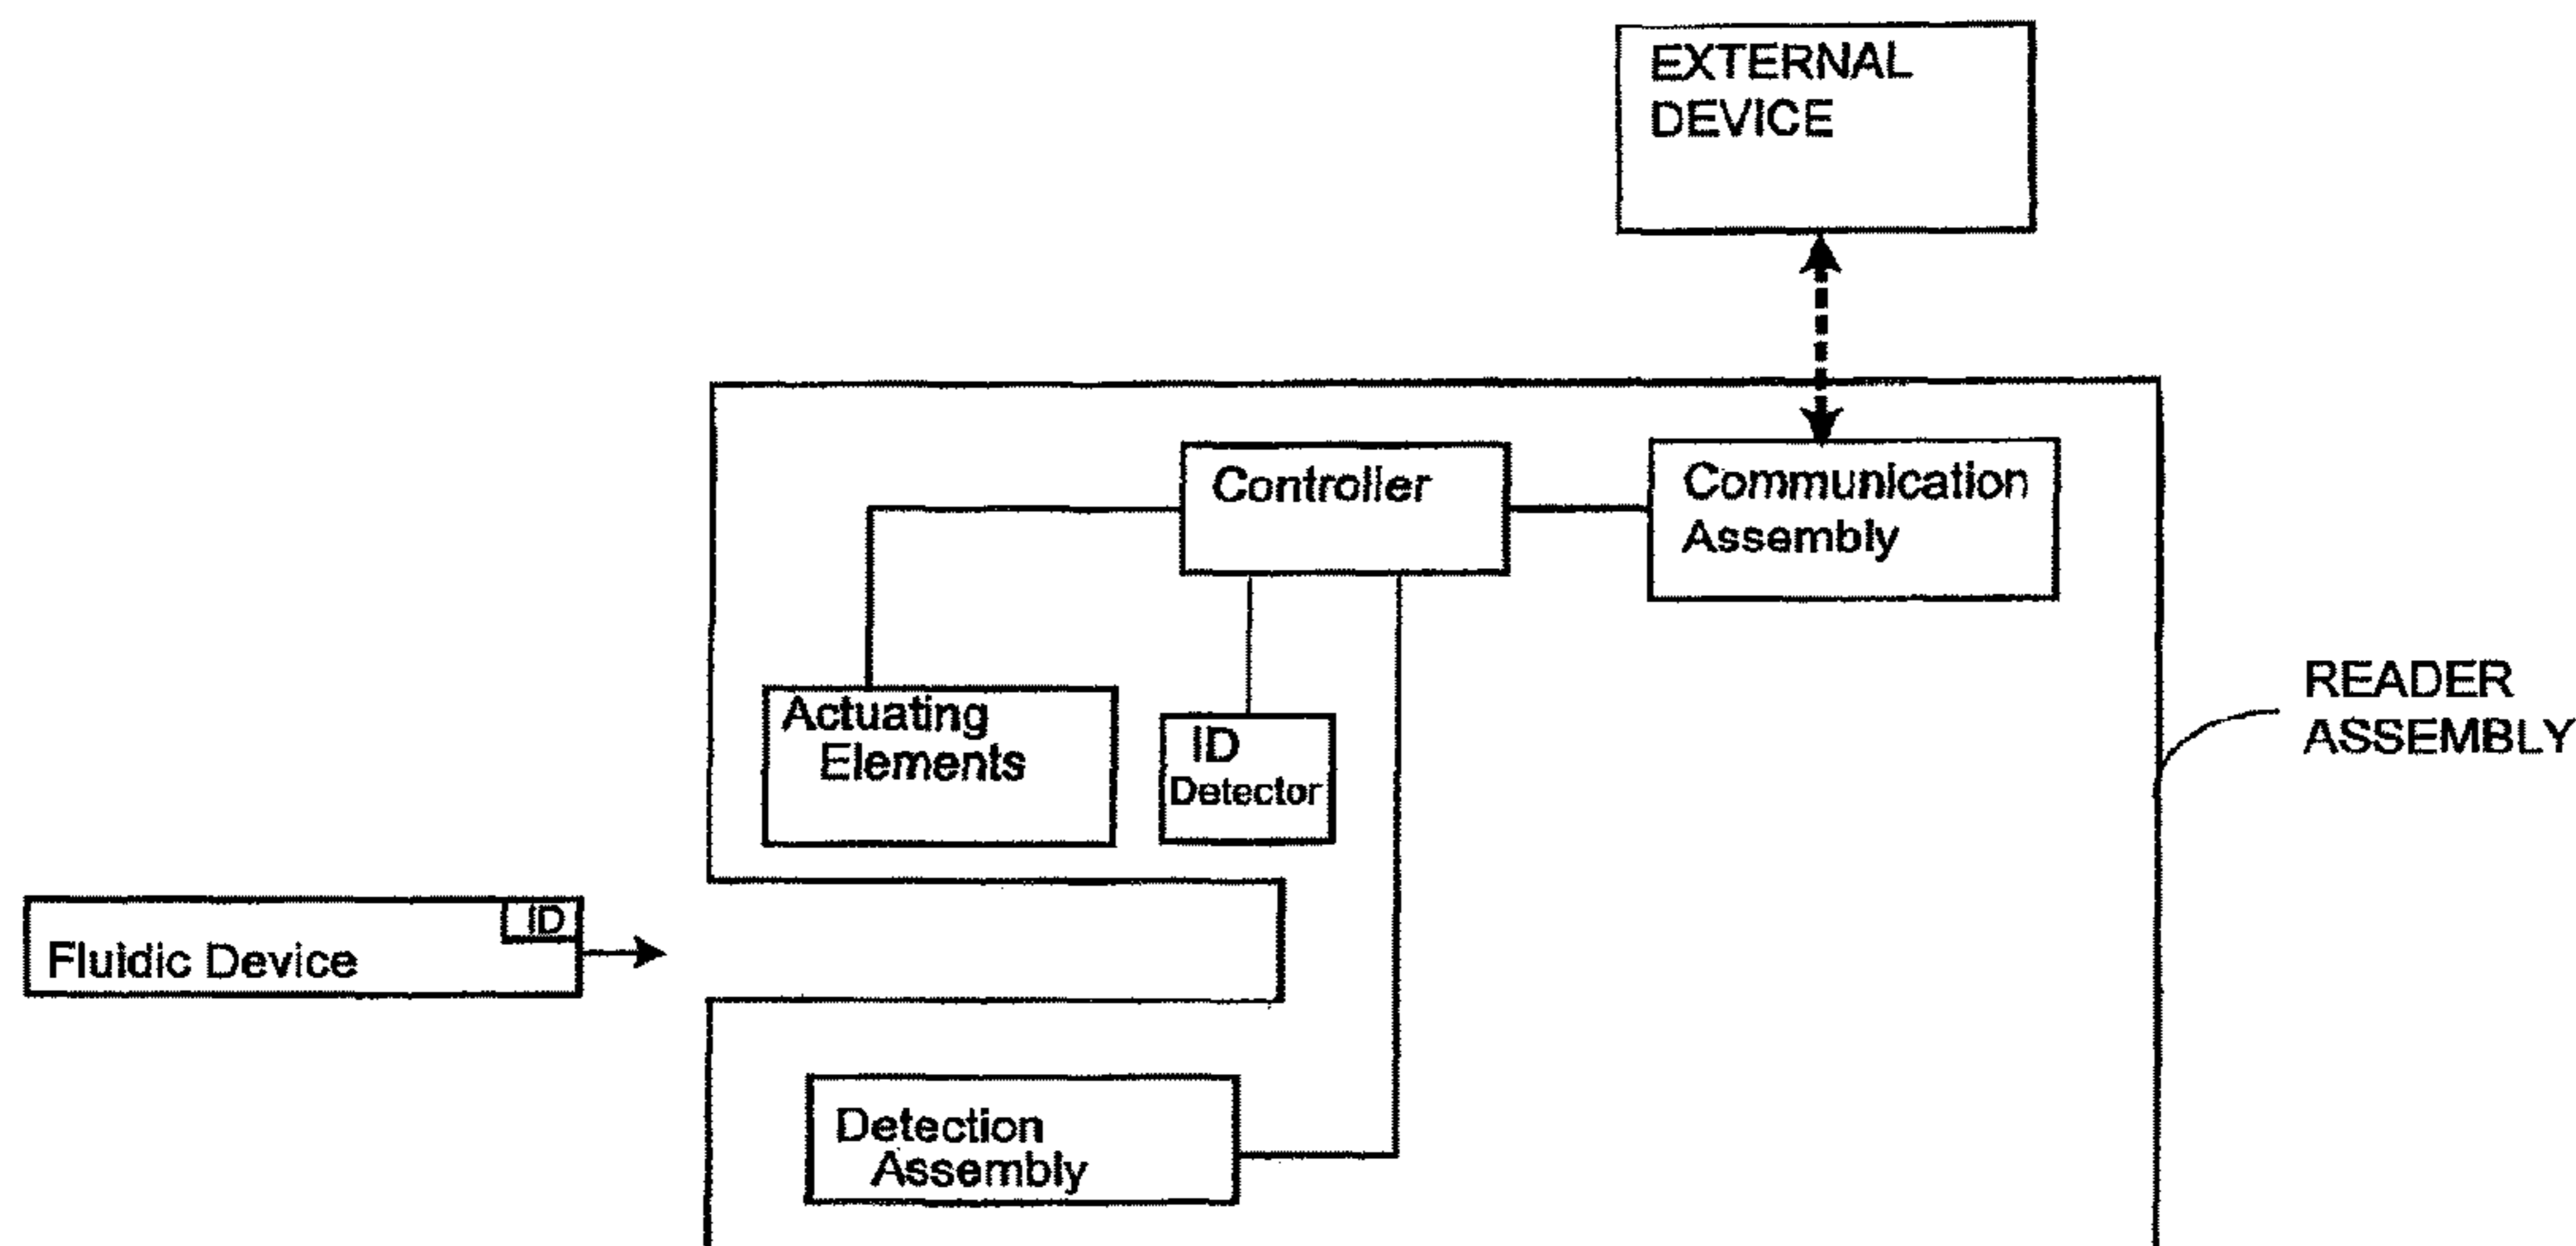 EXTERNAL
DEVICE
Controller
Communication
Assembly
Actuating
Elements
ID
Detector
READER
ASSEMBLY
ID
Fluidic Device
Detection
Assembly